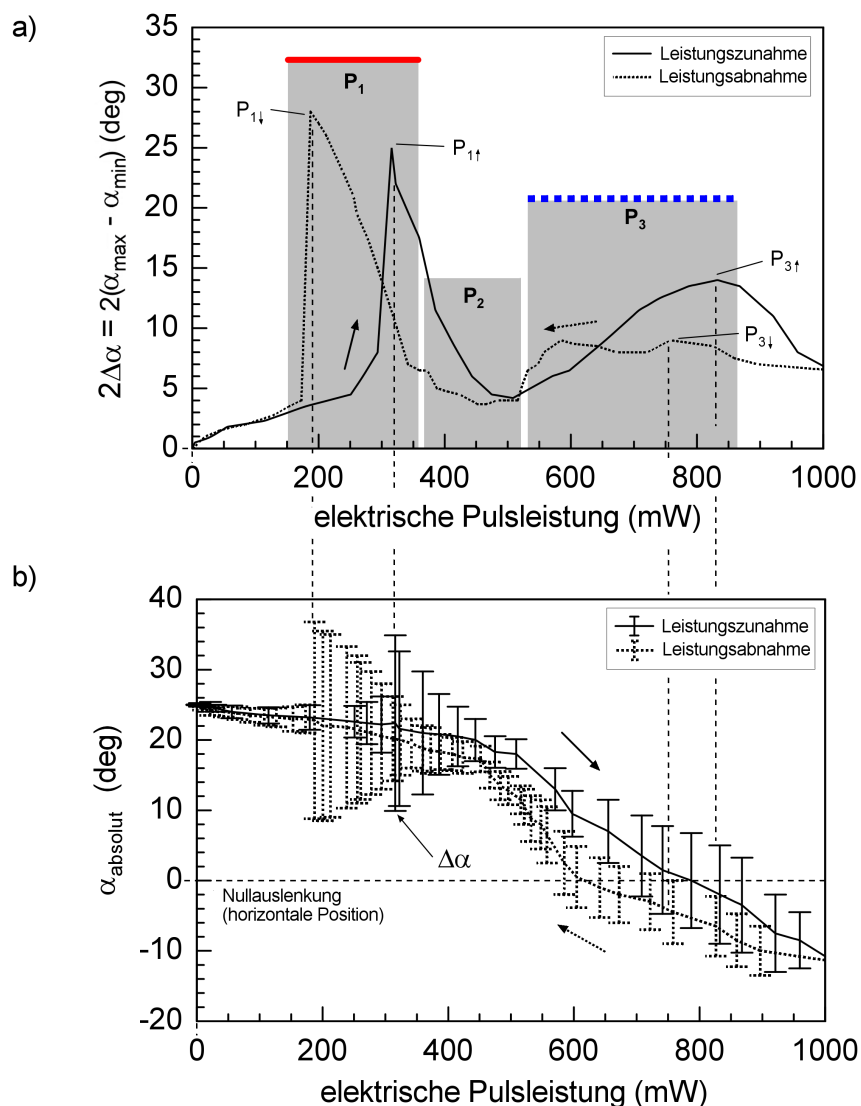 a)
35
30
25
20
15
10
5
0
2Δα = 2(αmax - αmin) (deg)
Leistungszunahme
Leistungsabnahme
P1
P1↓
P1↑
P3
P2
P3↑
P3↓
0 200 400 600 800 1000
elektrische Pulsleistung (mW)
b)
40
30
20
10
0
-10
-20
αabsolut (deg)
Leistungszunahme
Leistungsabnahme
Δα
Nullauslenkung
(horizontale Position)
0 200 400 600 800 1000
elektrische Pulsleistung (mW)